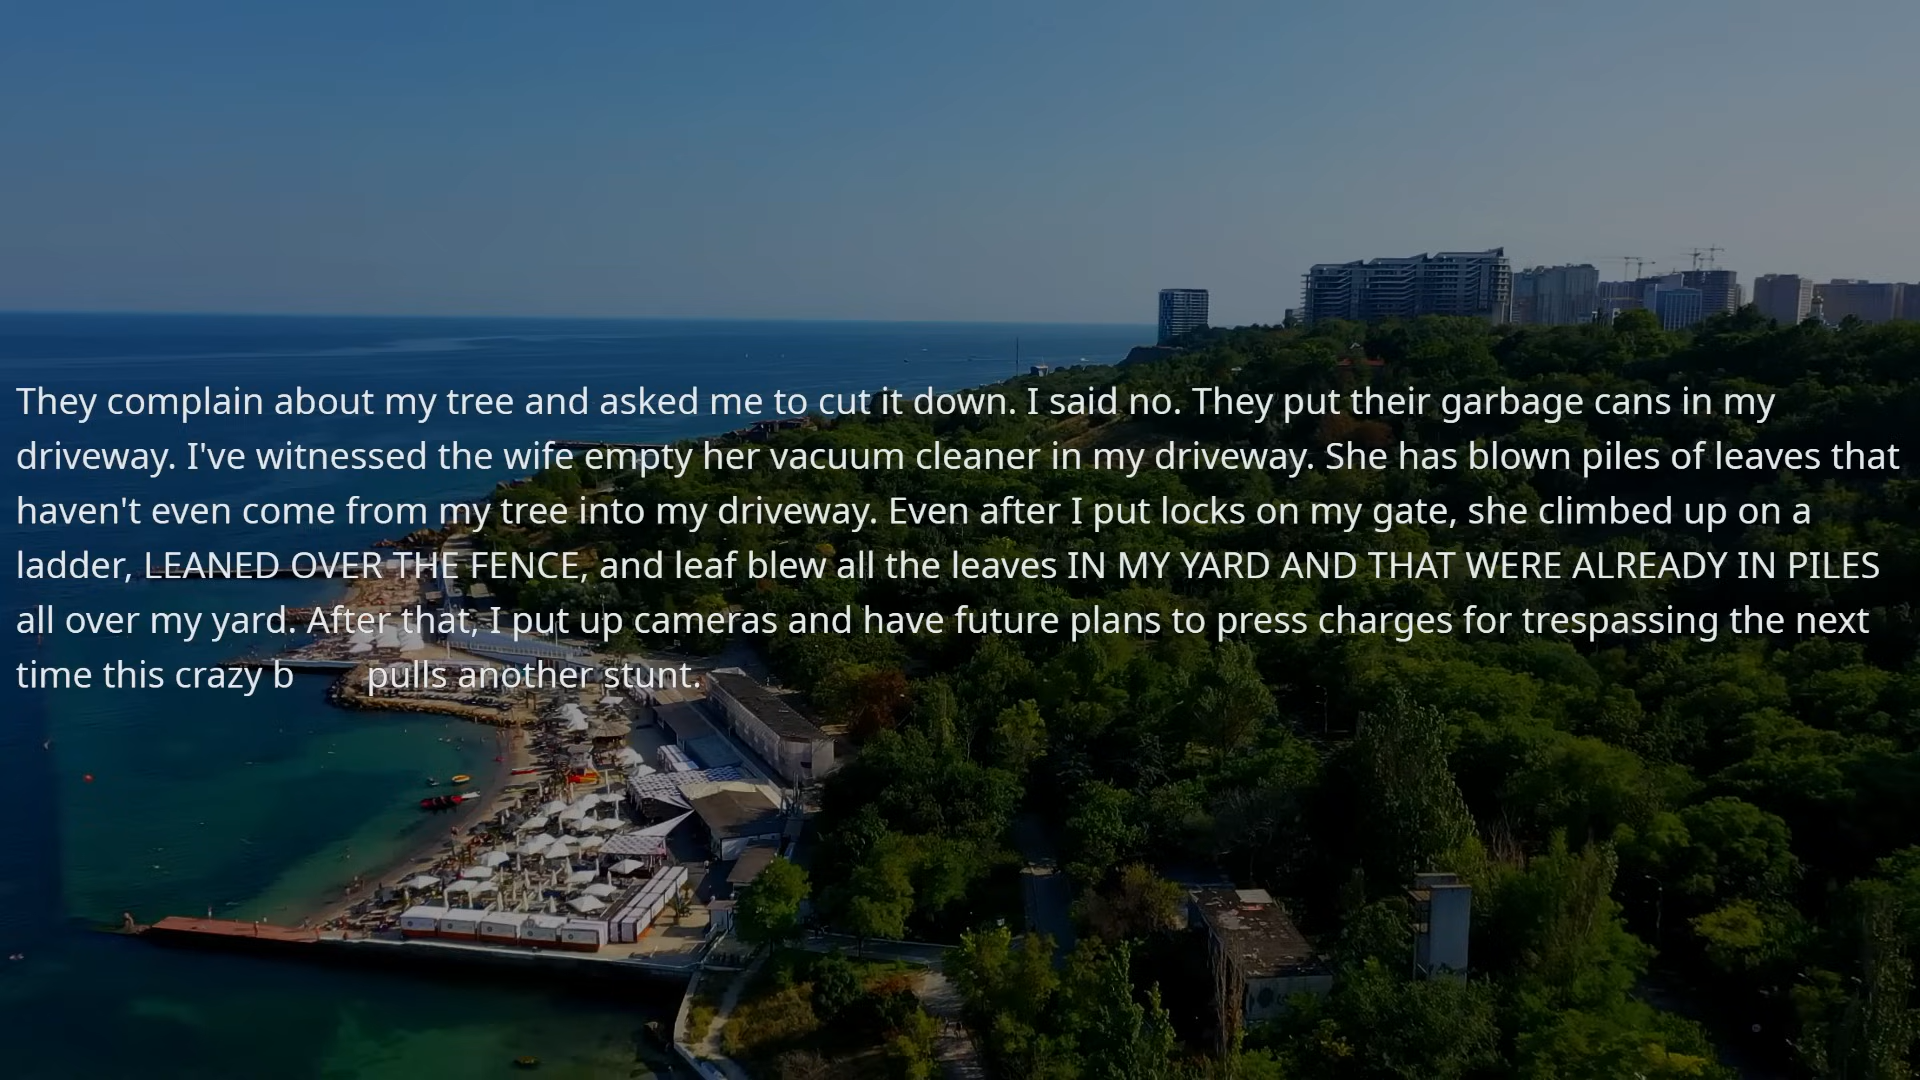 They complain about my tree and asked me to cut it down. I said no. They put their garbage cans in my
driveway. I've witnessed the wife empty her vacuum cleaner in my driveway. She has blown piles of leaves that
haven't even come from my tree into my driveway. Even after I put locks on my gate, she climbed up on a
ladder, LEANED OVER THE FENCE, and leaf blew all the leaves IN MY YARD AND THAT WERE ALREADY IN PILES
all over my yard. After that, I put up cameras and have future plans to press charges for trespassing the next
time this crazy b pulls another stunt.